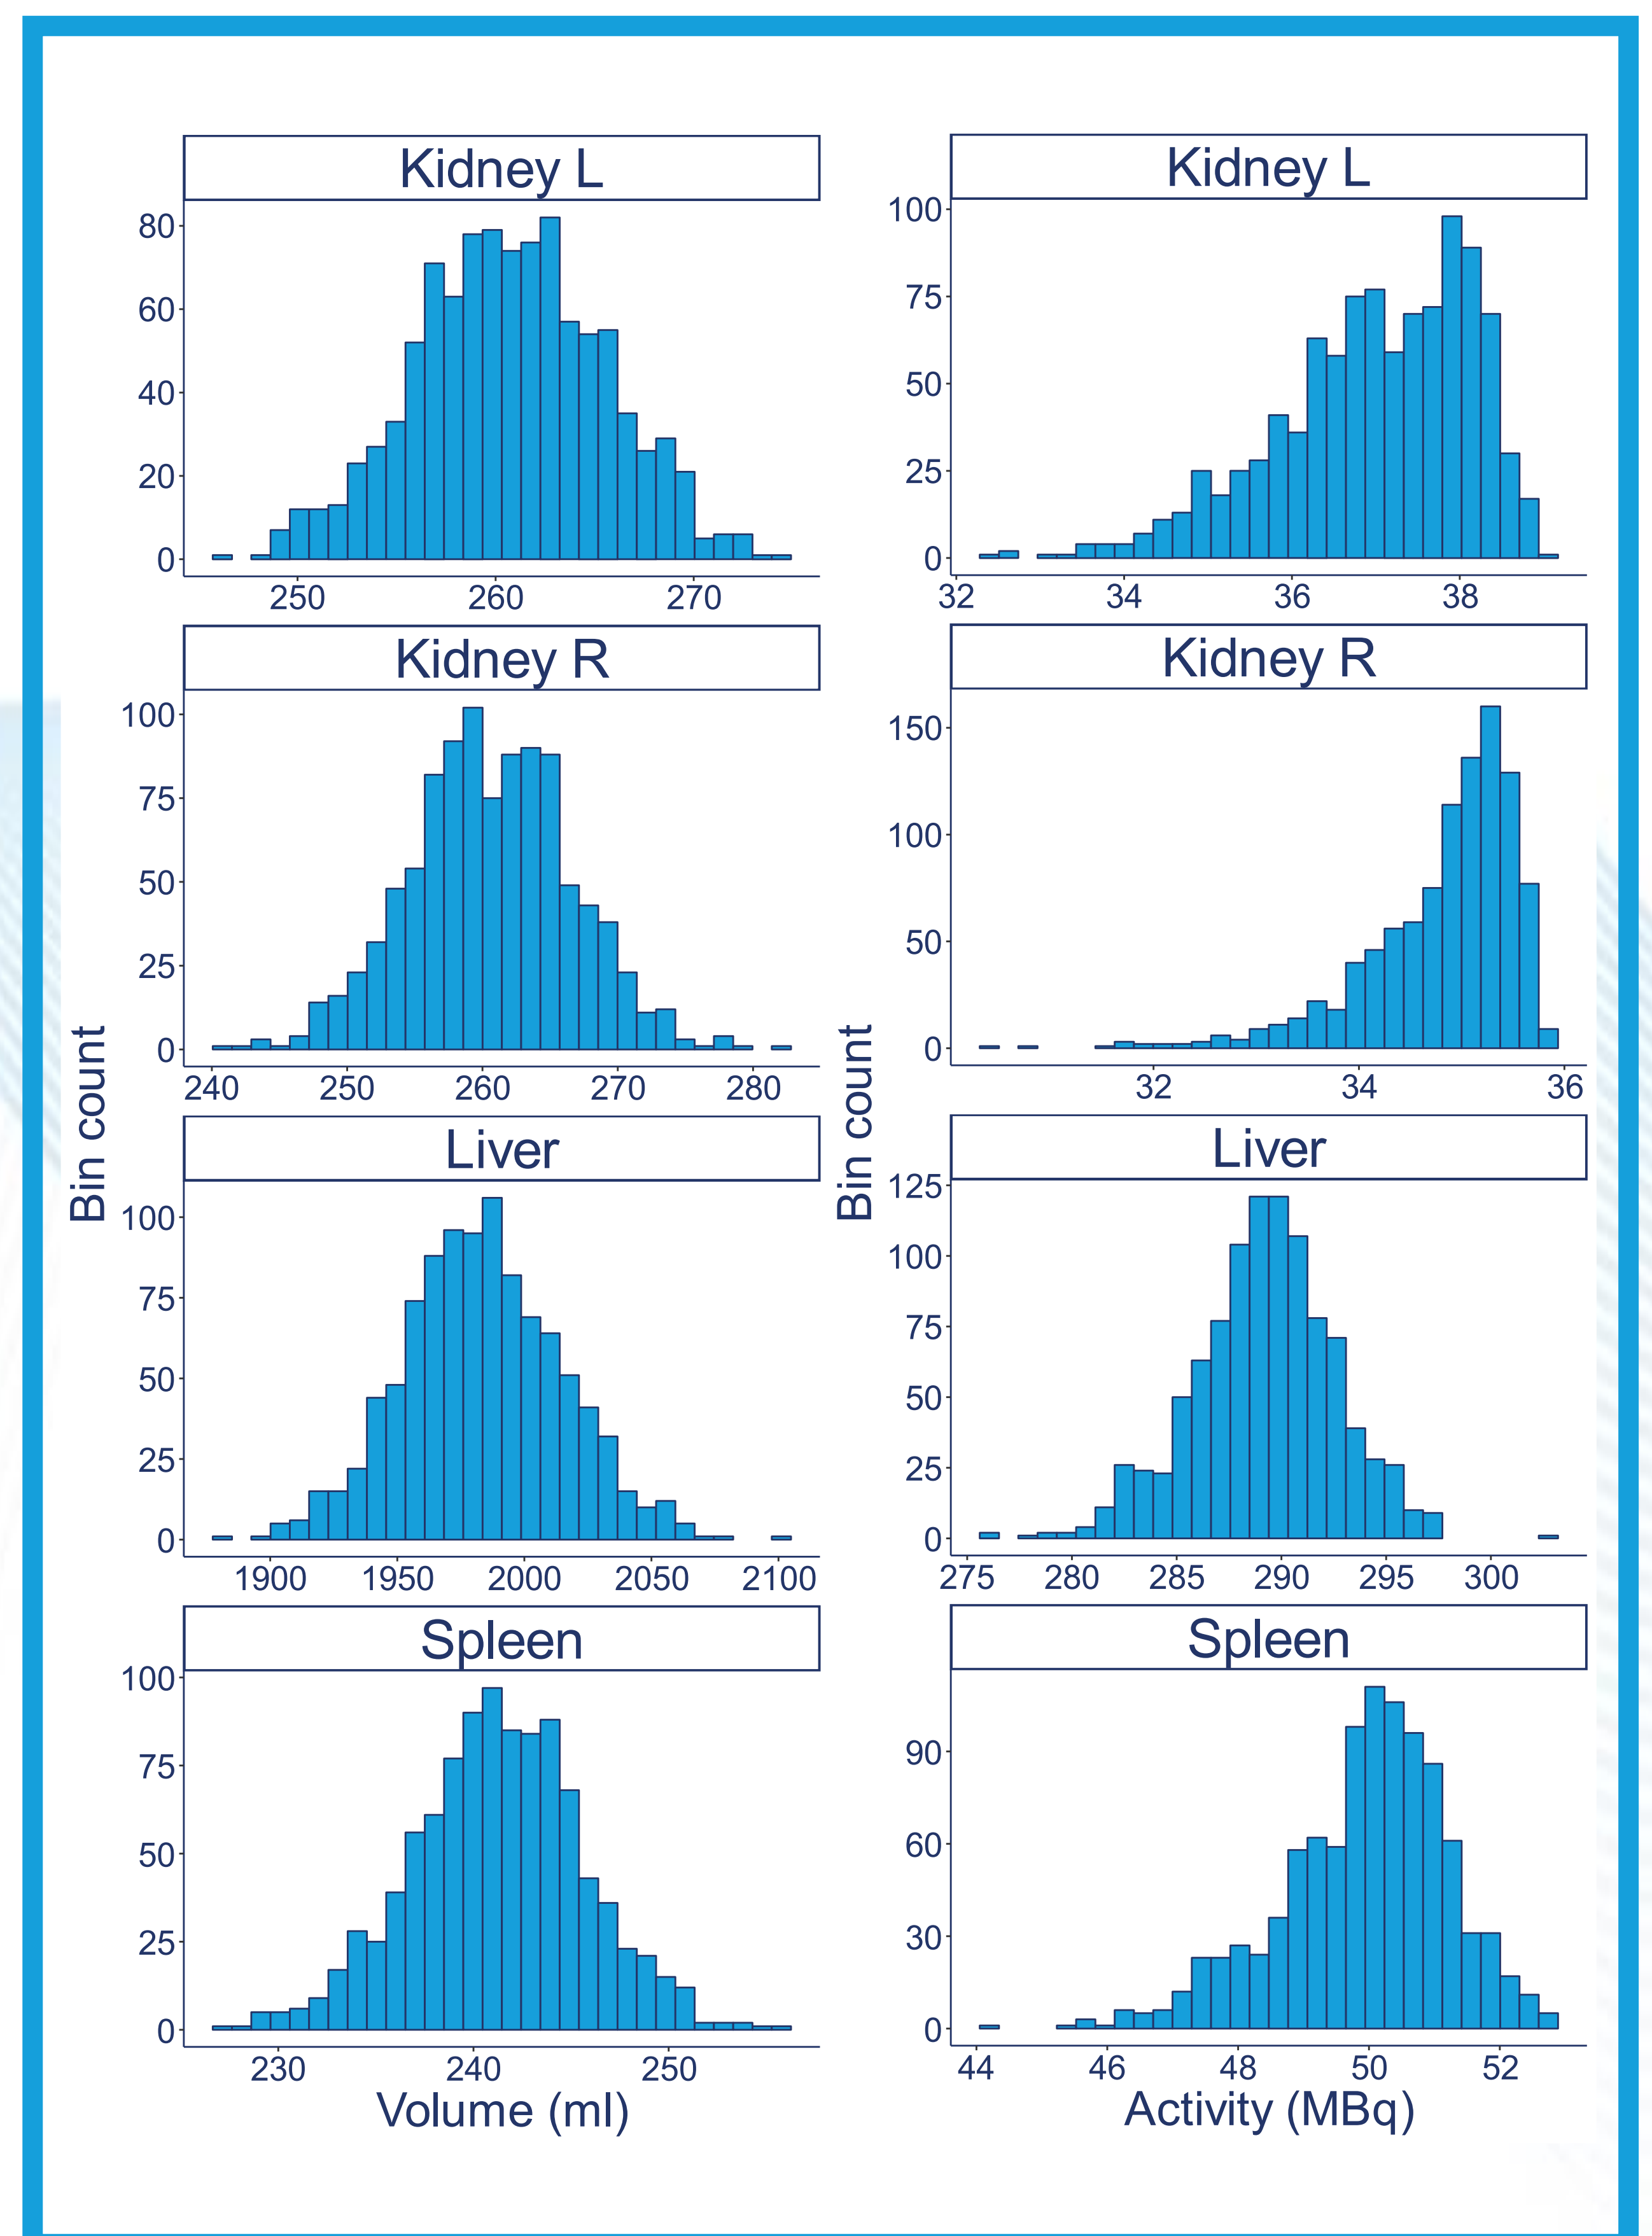 Kidney L
80
60
40
20
0
250 260 270
Kidney R
100
75
50
25
0
240 250 260 270 280
Liver
100
75
50
25
0
1900 1950 2000 2050 2100
Spleen
100
75
50
25
0
230 240 250
Volume (ml)
Bin count
Kidney L
100
75
50
25
0
32 34 36 38
Kidney R
150
100
50
0
32 34 36
Liver
125
100
75
50
25
0
275 280 285 290 295 300
Spleen
90
60
30
0
44 46 48 50 52
Activity (MBq)
Bin count